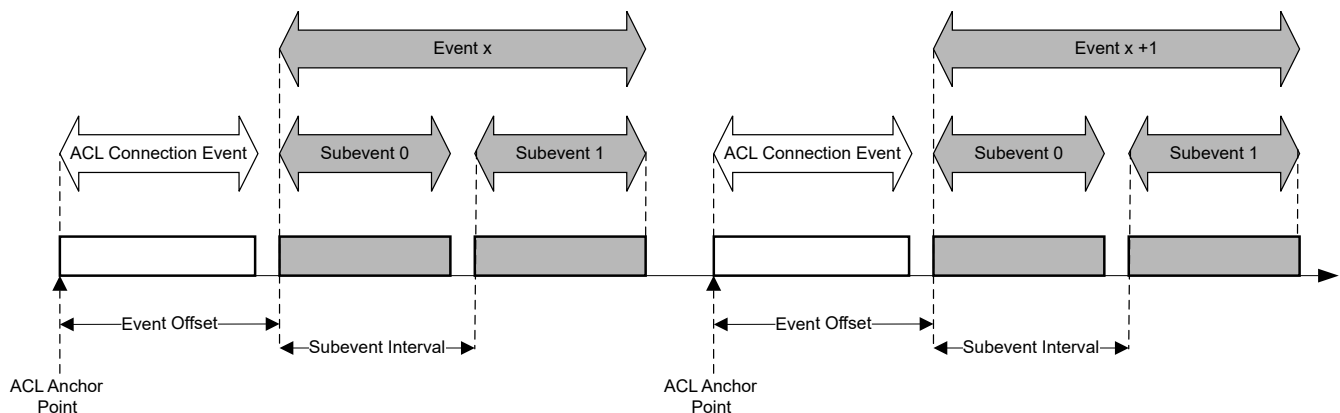 Event x
Event x +1
ACL Connection Event
Subevent 0
Subevent 1
ACL Connection Event
Subevent 0
Subevent 1
Event Offset
Event Offset
Subevent Interval
Subevent Interval
ACL Anchor
Point
ACL Anchor
Point